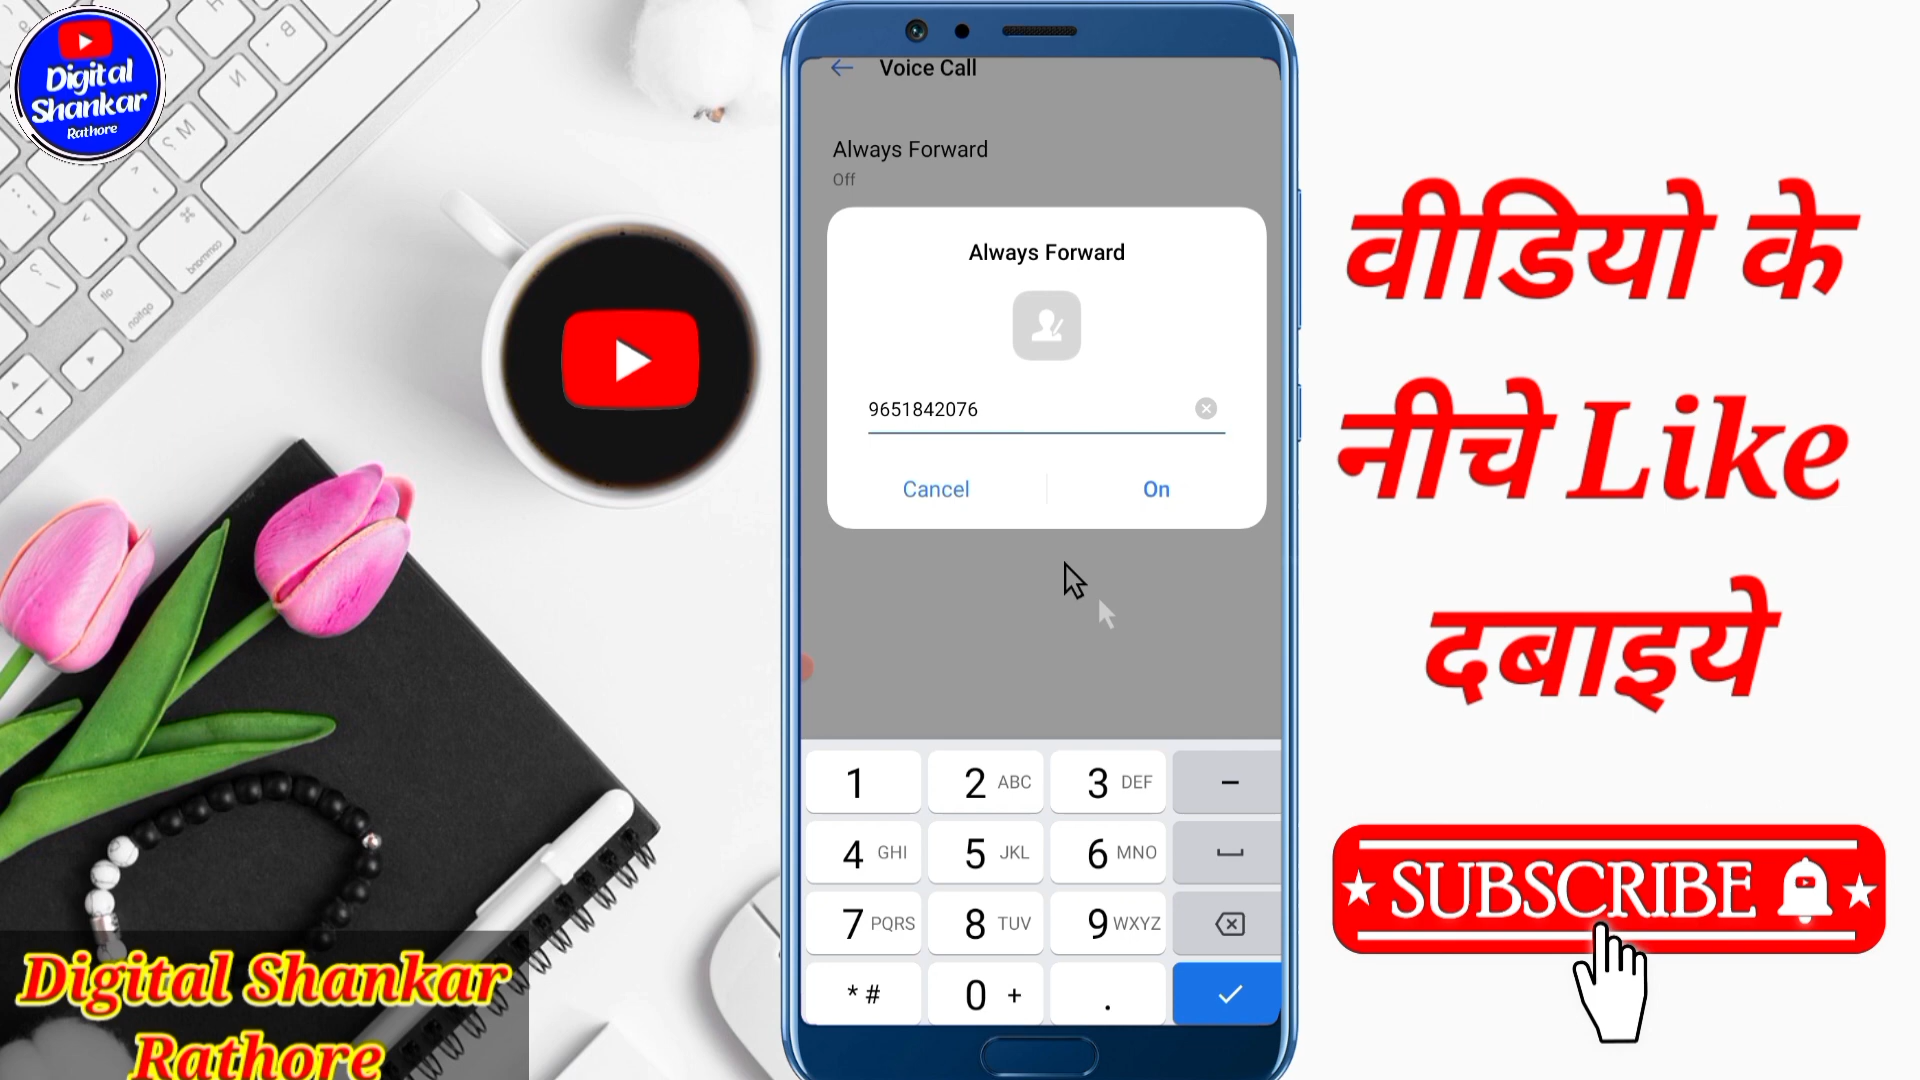 Digital
Shankar
Rathore
Voice Call
Always Forward
Off
Always Forward
9651842076
Cancel
On
1
2 ABC
3 DEF
–
4 GHI
5 JKL
6 MNO
7 PQRS
8 TUV
9 WXYZ
* #
0 +
.
वीडियो के
नीचे Like
दबाइये
SUBSCRIBE
Digital Shankar
Rathore